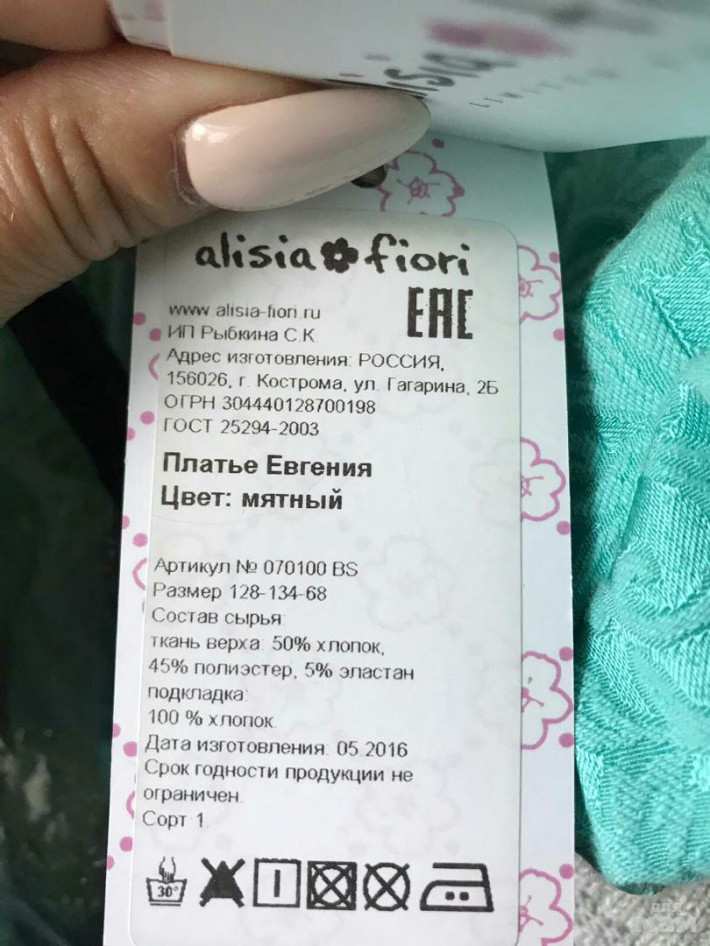 alisia fiori
www alisia-fiori.ru
EAC
ИП Рыбкина С.К
Адрес изготовления: РОССИЯ,
156026, г. Кострома, ул. Гагарина, 2Б
ОГРН 304440128700198
ГОСТ 25294-2003
Платье Евгения
Цвет: мятный
Артикул № 070100 BS
Размер 128-134-68
Состав сырья:
ткань верха: 50% хлопок,
45% полиэстер, 5% эластан
подкладка:
100 % хлопок.
Дата изготовления: 05.2016
Срок годности продукции не
ограничен.
Сорт 1
30°